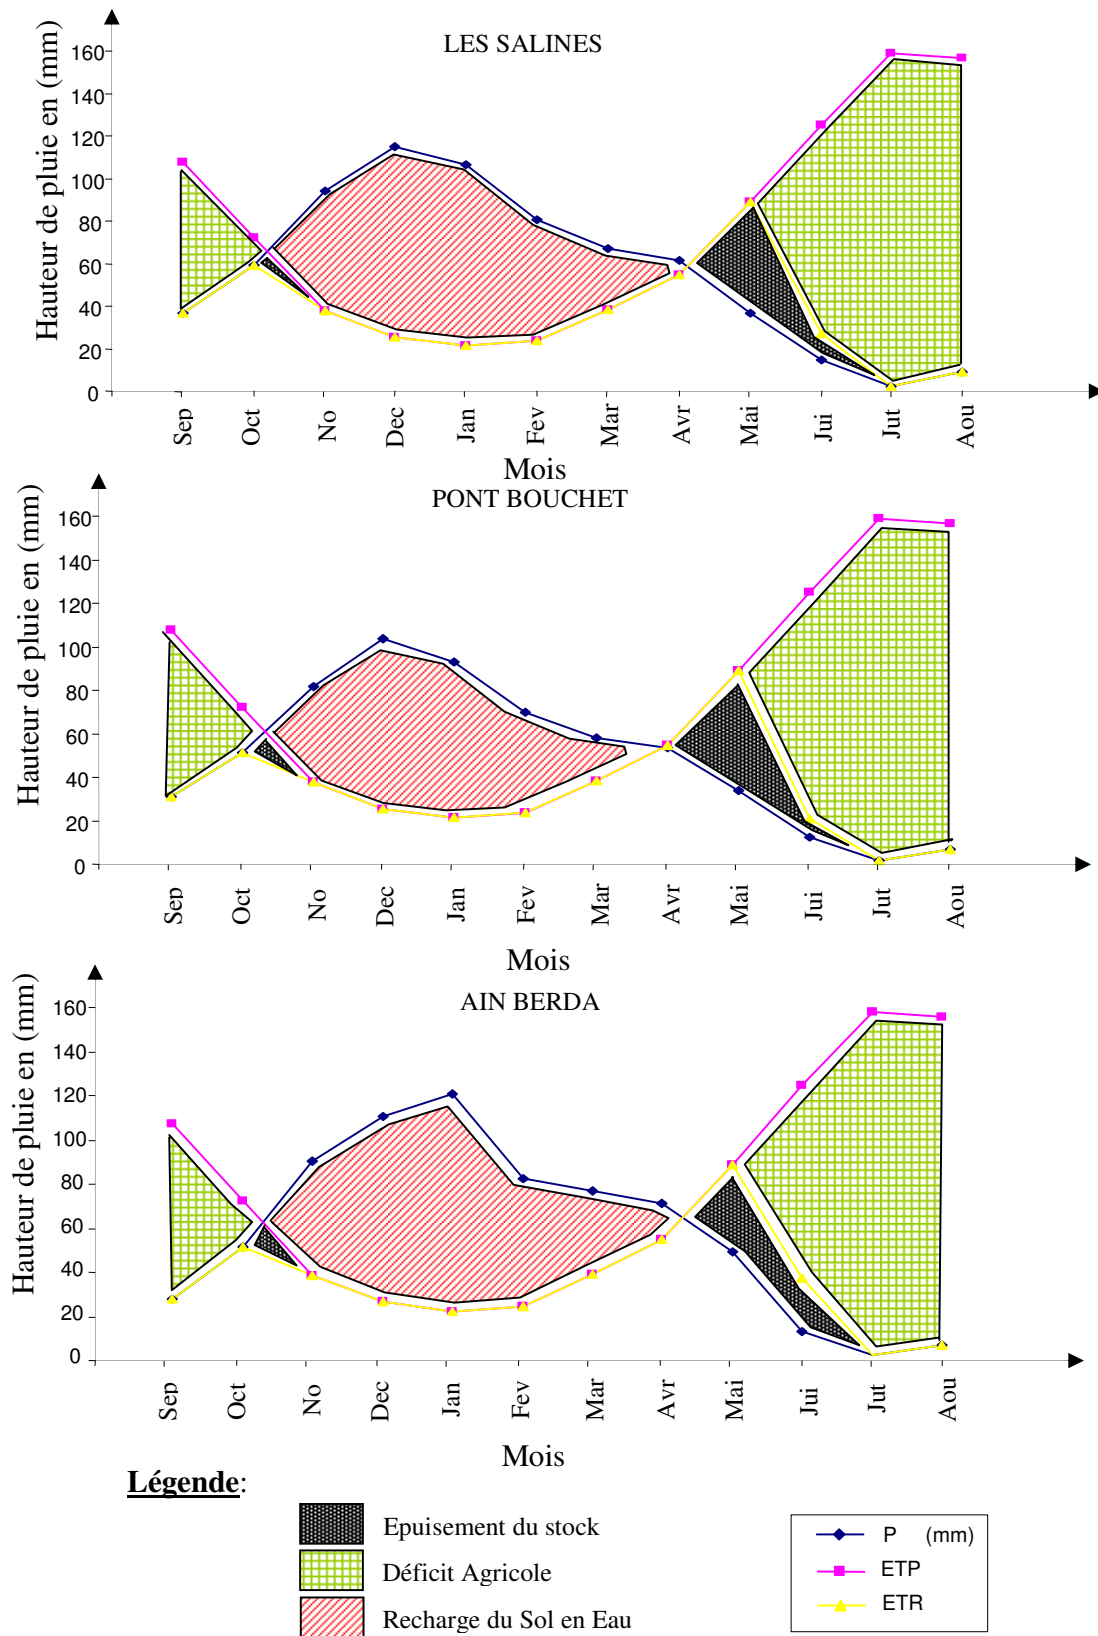 LES SALINES
Hauteur de pluie en (mm)
160
140
120
100
80
60
40
20
0
Sep Oct No Dec Jan Fev Mar Avr Mai Jui Jut Aou
Mois
PONT BOUCHET
Hauteur de pluie en (mm)
160
140
120
100
80
60
40
20
0
Sep Oct No Dec Jan Fev Mar Avr Mai Jui Jut Aou
Mois
AIN BERDA
Hauteur de pluie en (mm)
160
140
120
100
80
60
40
20
0
Sep Oct No Dec Jan Fev Mar Avr Mai Jui Jut Aou
Mois
Légende:
Epuisement du stock
Déficit Agricole
Recharge du Sol en Eau
P (mm)
ETP
ETR